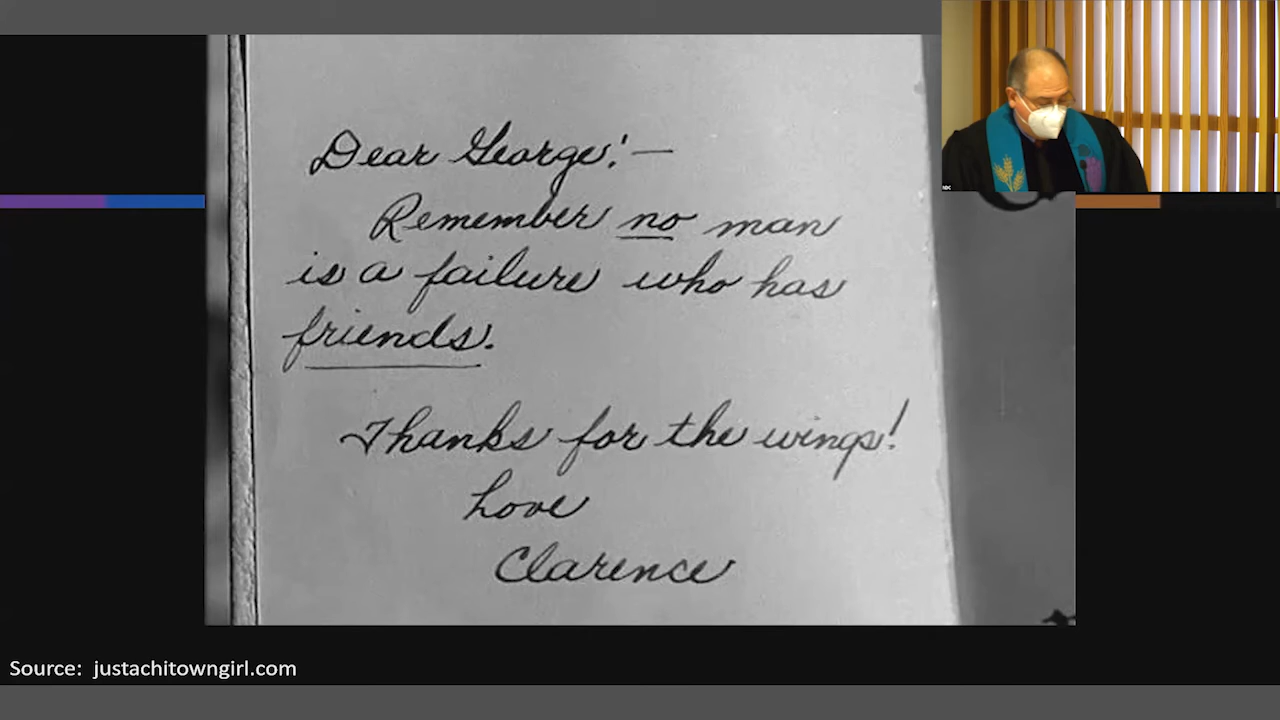 Dear George:—
Remember no man
is a failure who has
friends.
Thanks for the wings!
Love
Clarence
Source: justachitowngirl.com